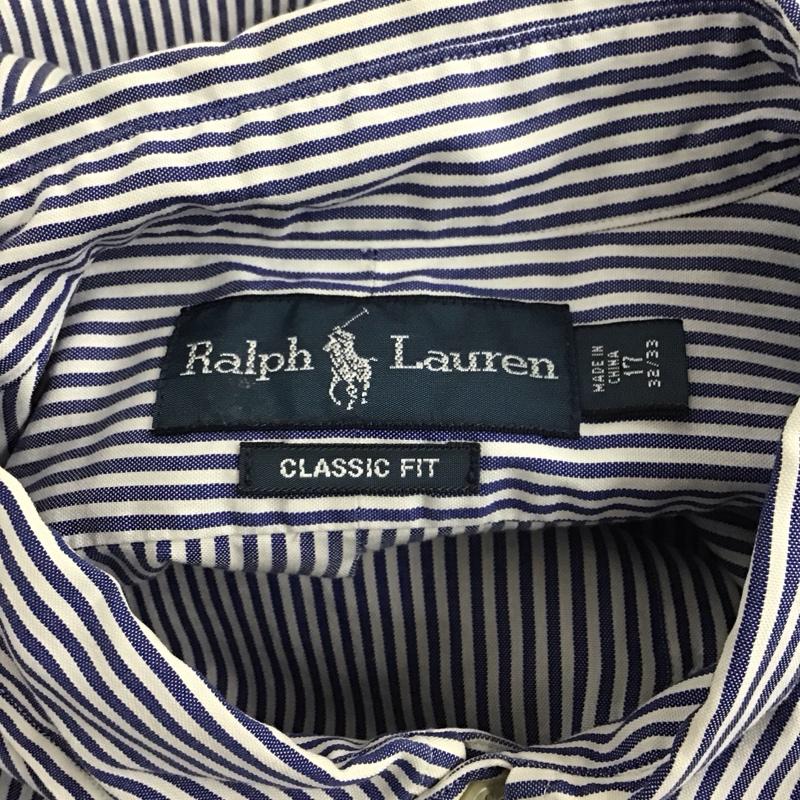 Ralph Lauren
MADE IN
CHINA
17
32/33
CLASSIC FIT